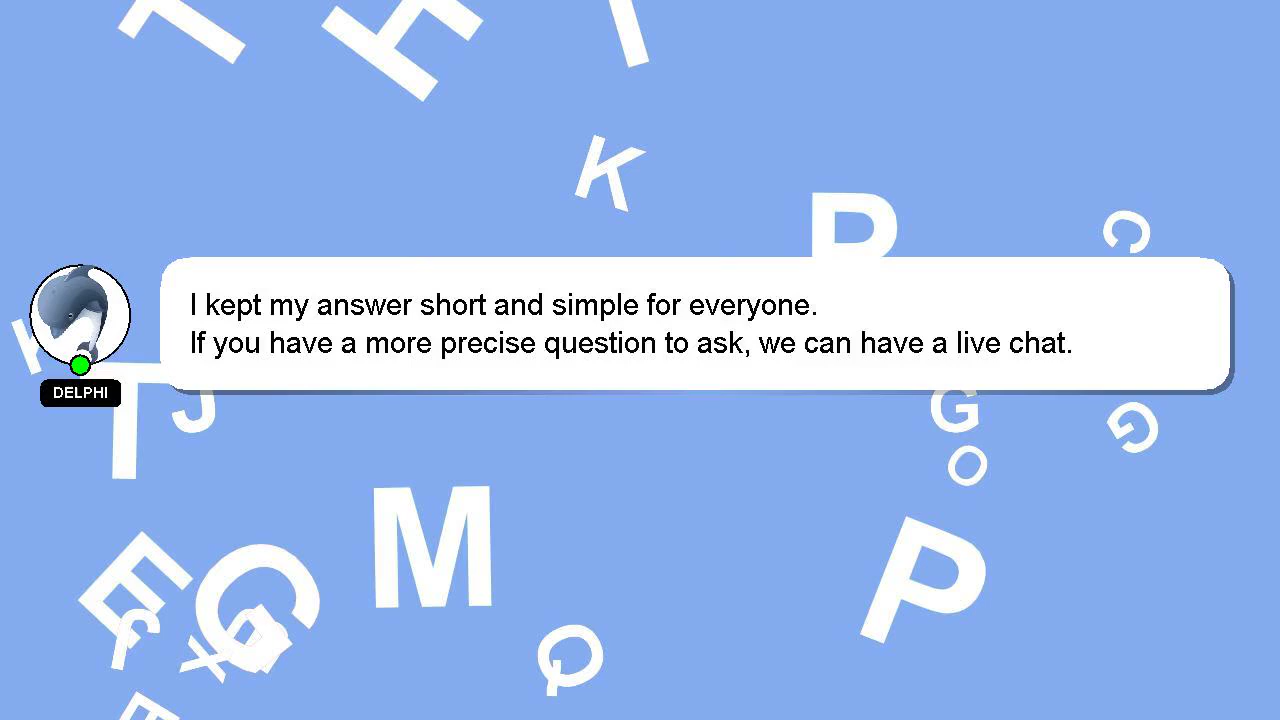 I kept my answer short and simple for everyone.
If you have a more precise question to ask, we can have a live chat.
DELPHI